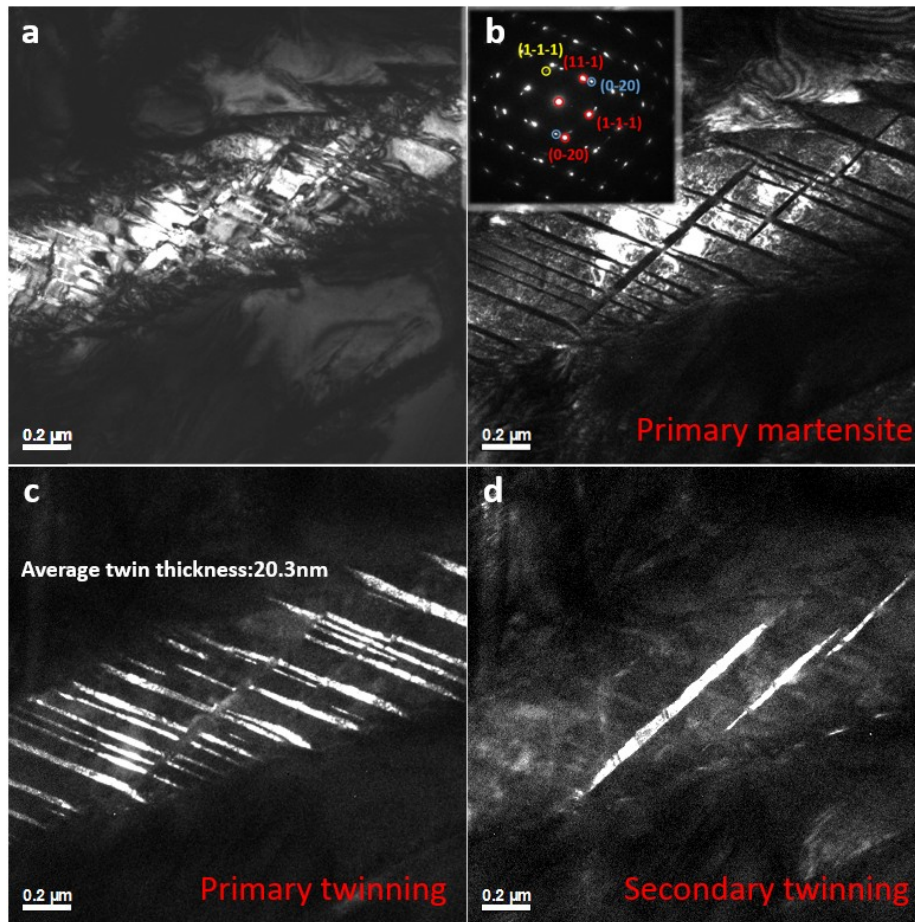 a
b
(1-1-1)
(11-1)
(0-20)
(1-1-1)
(0-20)
0.2 μm
0.2 μm
Primary martensite
c
d
Average twin thickness:20.3nm
0.2 μm
Primary twinning
0.2 μm
Secondary twinning